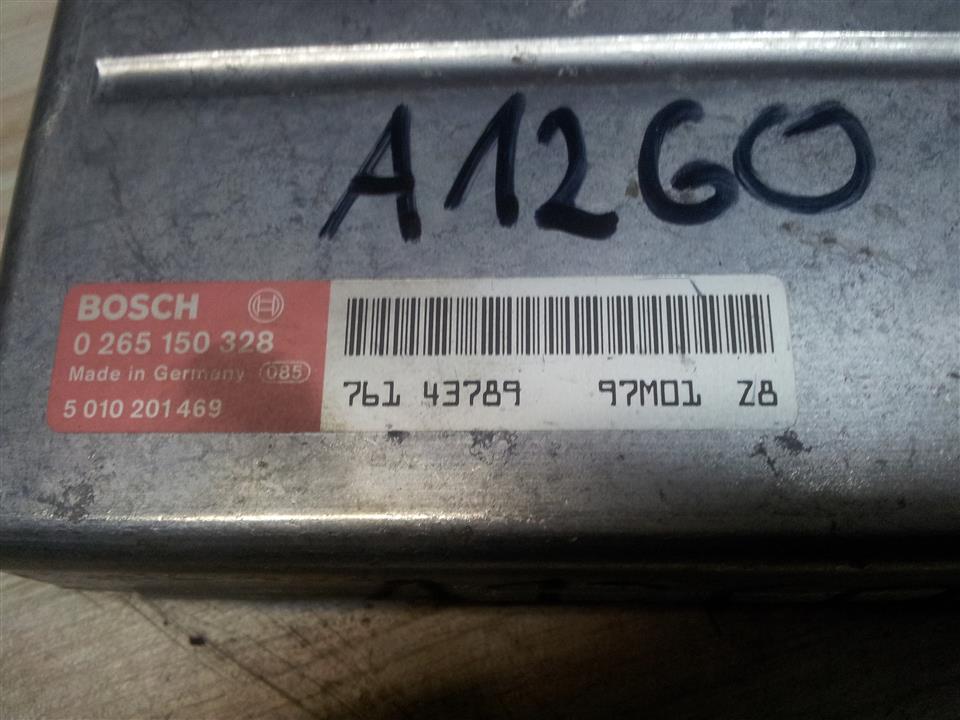 A1260
BOSCH
0 265 150 328
Made in Germany 085
5 010 201 469
761 43789 97M01 Z8